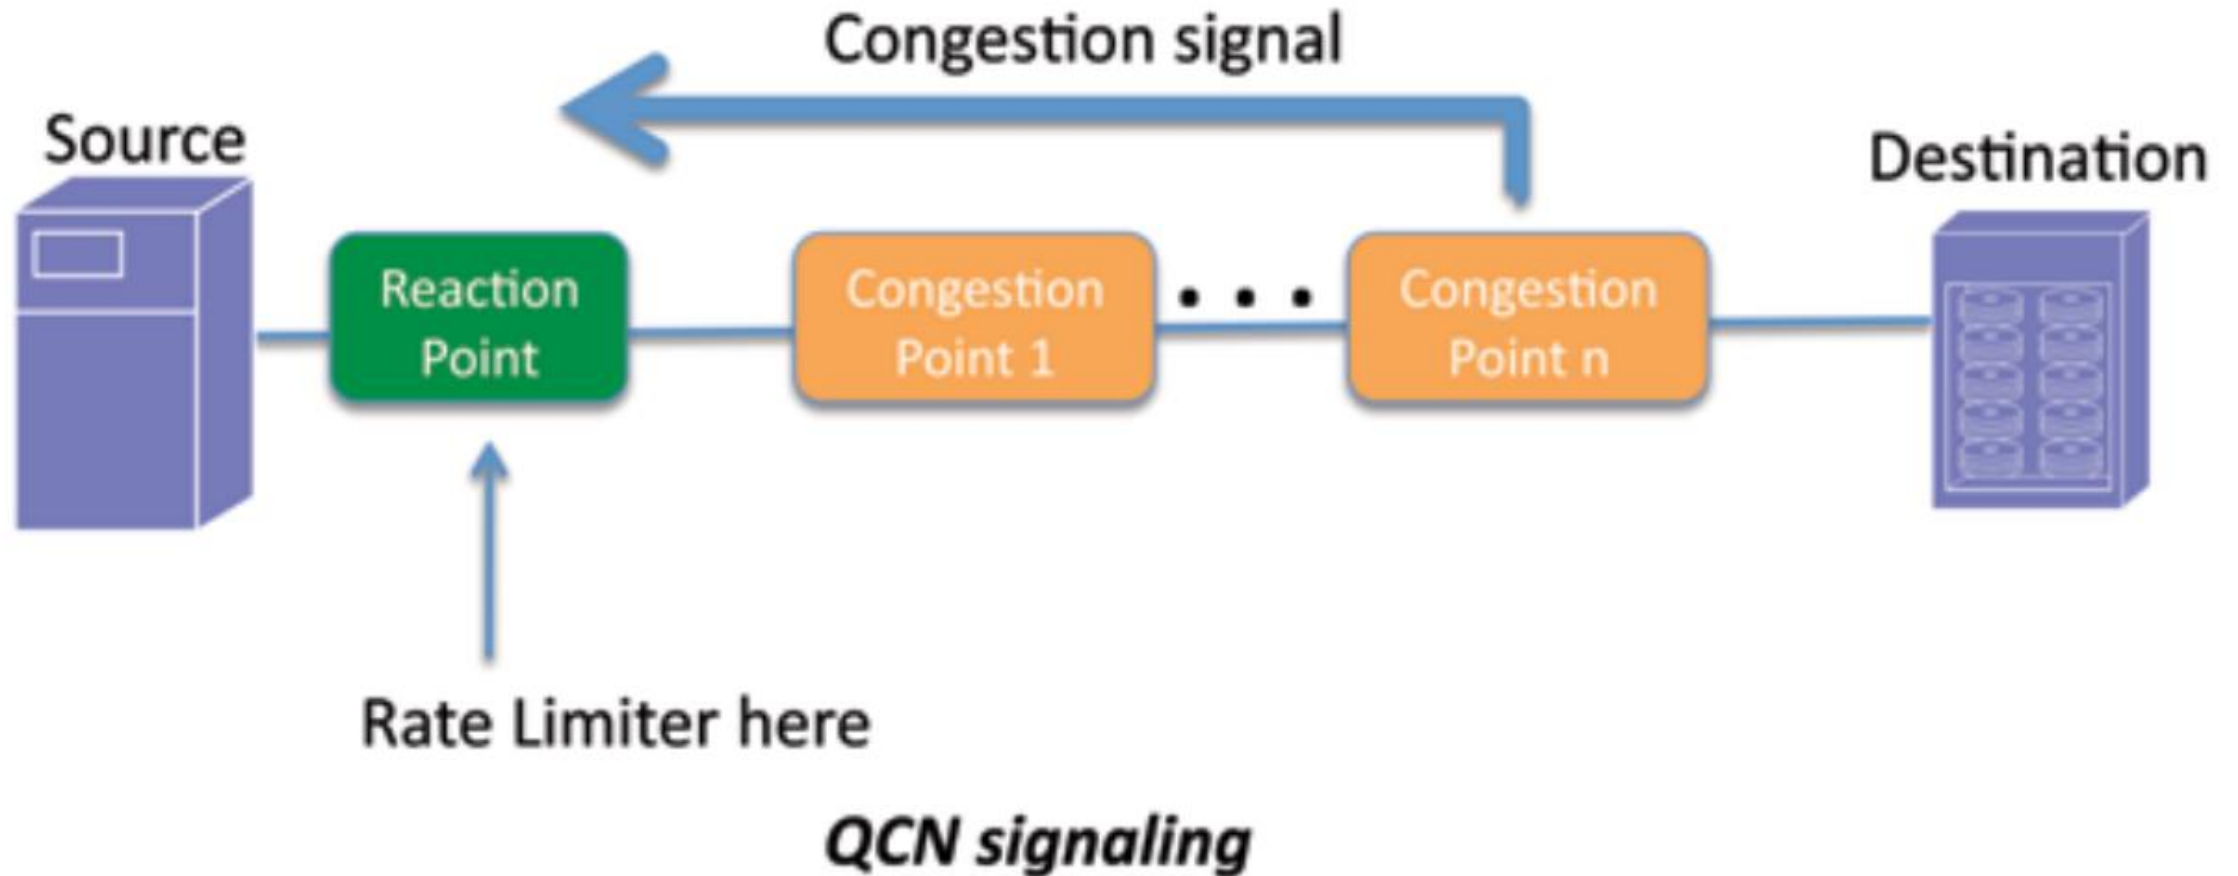 Congestion signal
Source
Destination
Reaction
Point
Congestion
Point 1
Congestion
Point n
Rate Limiter here
QCN signaling